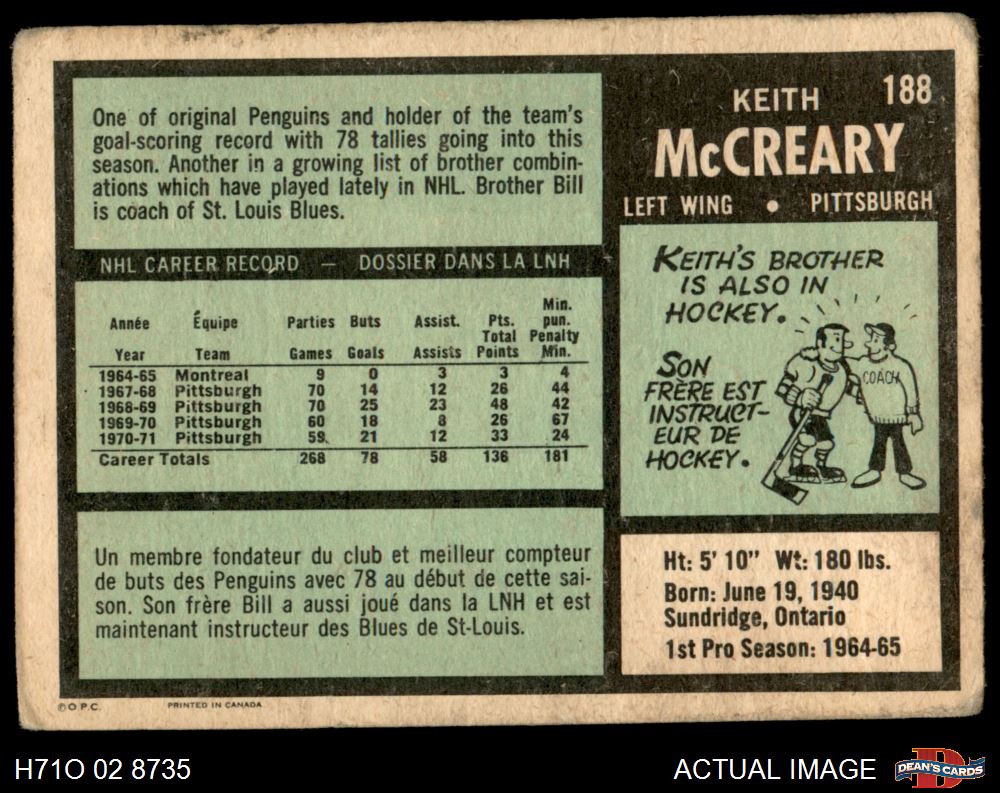 One of original Penguins and holder of the team's
goal-scoring record with 78 tallies going into this
season. Another in a growing list of brother combin-
ations which have played lately in NHL. Brother Bill
is coach of St. Louis Blues.
NHL CAREER RECORD — DOSSIER DANS LA LNH
Année Équipe Parties Buts Assist. Pts. Total Min. pun.
Year Team Games Goals Assists Points Penalty Min.
1964-65 Montreal 9 0 3 3 4
1967-68 Pittsburgh 70 14 12 26 44
1968-69 Pittsburgh 70 25 23 48 42
1969-70 Pittsburgh 60 18 8 26 67
1970-71 Pittsburgh 59 21 12 33 24
Career Totals 268 78 58 136 181
Un membre fondateur du club et meilleur compteur
de buts des Penguins avec 78 au début de cette sai-
son. Son frère Bill a aussi joué dans la LNH et est
maintenant instructeur des Blues de St-Louis.
188
KEITH
McCREARY
LEFT WING • PITTSBURGH
KEITH'S BROTHER
IS ALSO IN
HOCKEY.
SON
FRÈRE EST
INSTRUCT-
EUR DE
HOCKEY.
COACH
Ht: 5' 10" Wt: 180 lbs.
Born: June 19, 1940
Sundridge, Ontario
1st Pro Season: 1964-65
© O.P.C. PRINTED IN CANADA
H71O 02 8735
ACTUAL IMAGE
DEAN'S CARDS